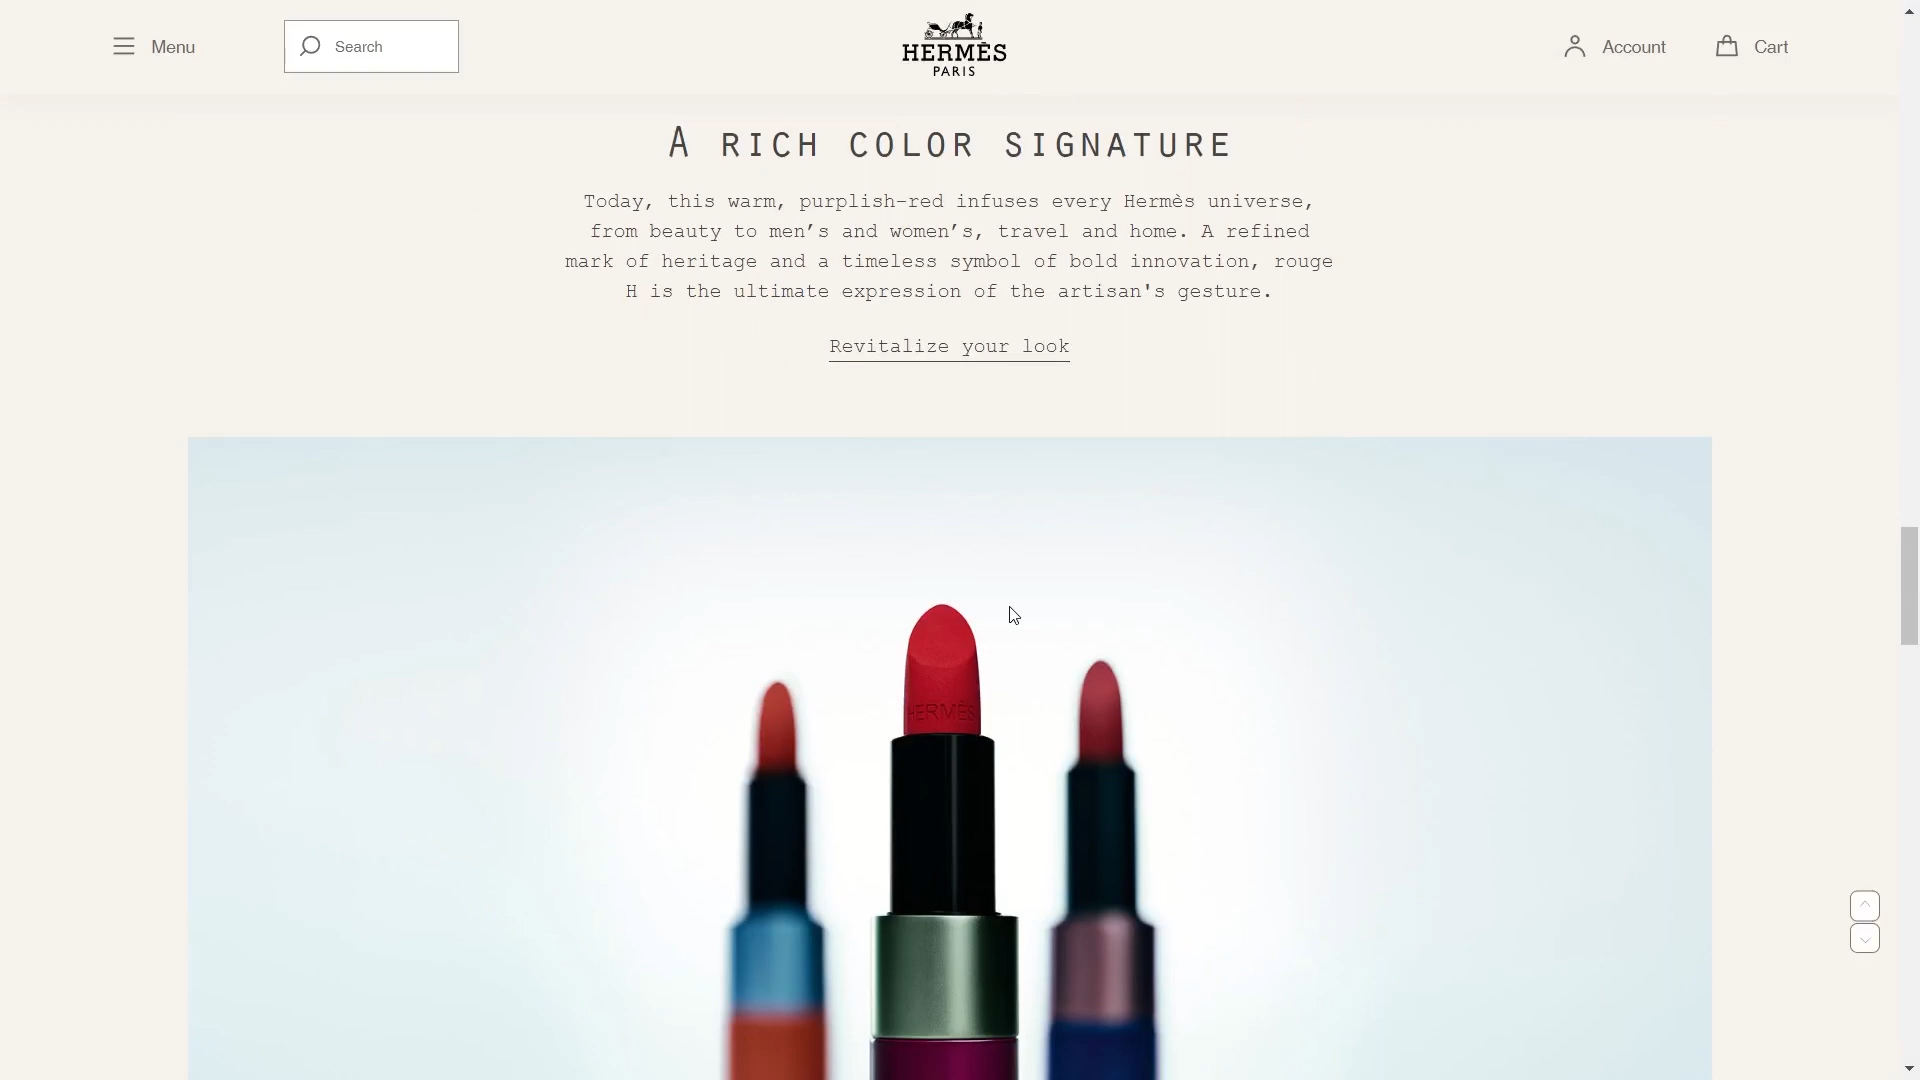 Menu
Search
HERMÈS
PARIS
Account
Cart
A RICH COLOR SIGNATURE
Today, this warm, purplish-red infuses every Hermès universe,
from beauty to men’s and women’s, travel and home. A refined
mark of heritage and a timeless symbol of bold innovation, rouge
H is the ultimate expression of the artisan's gesture.
Revitalize your look
HERMÈS